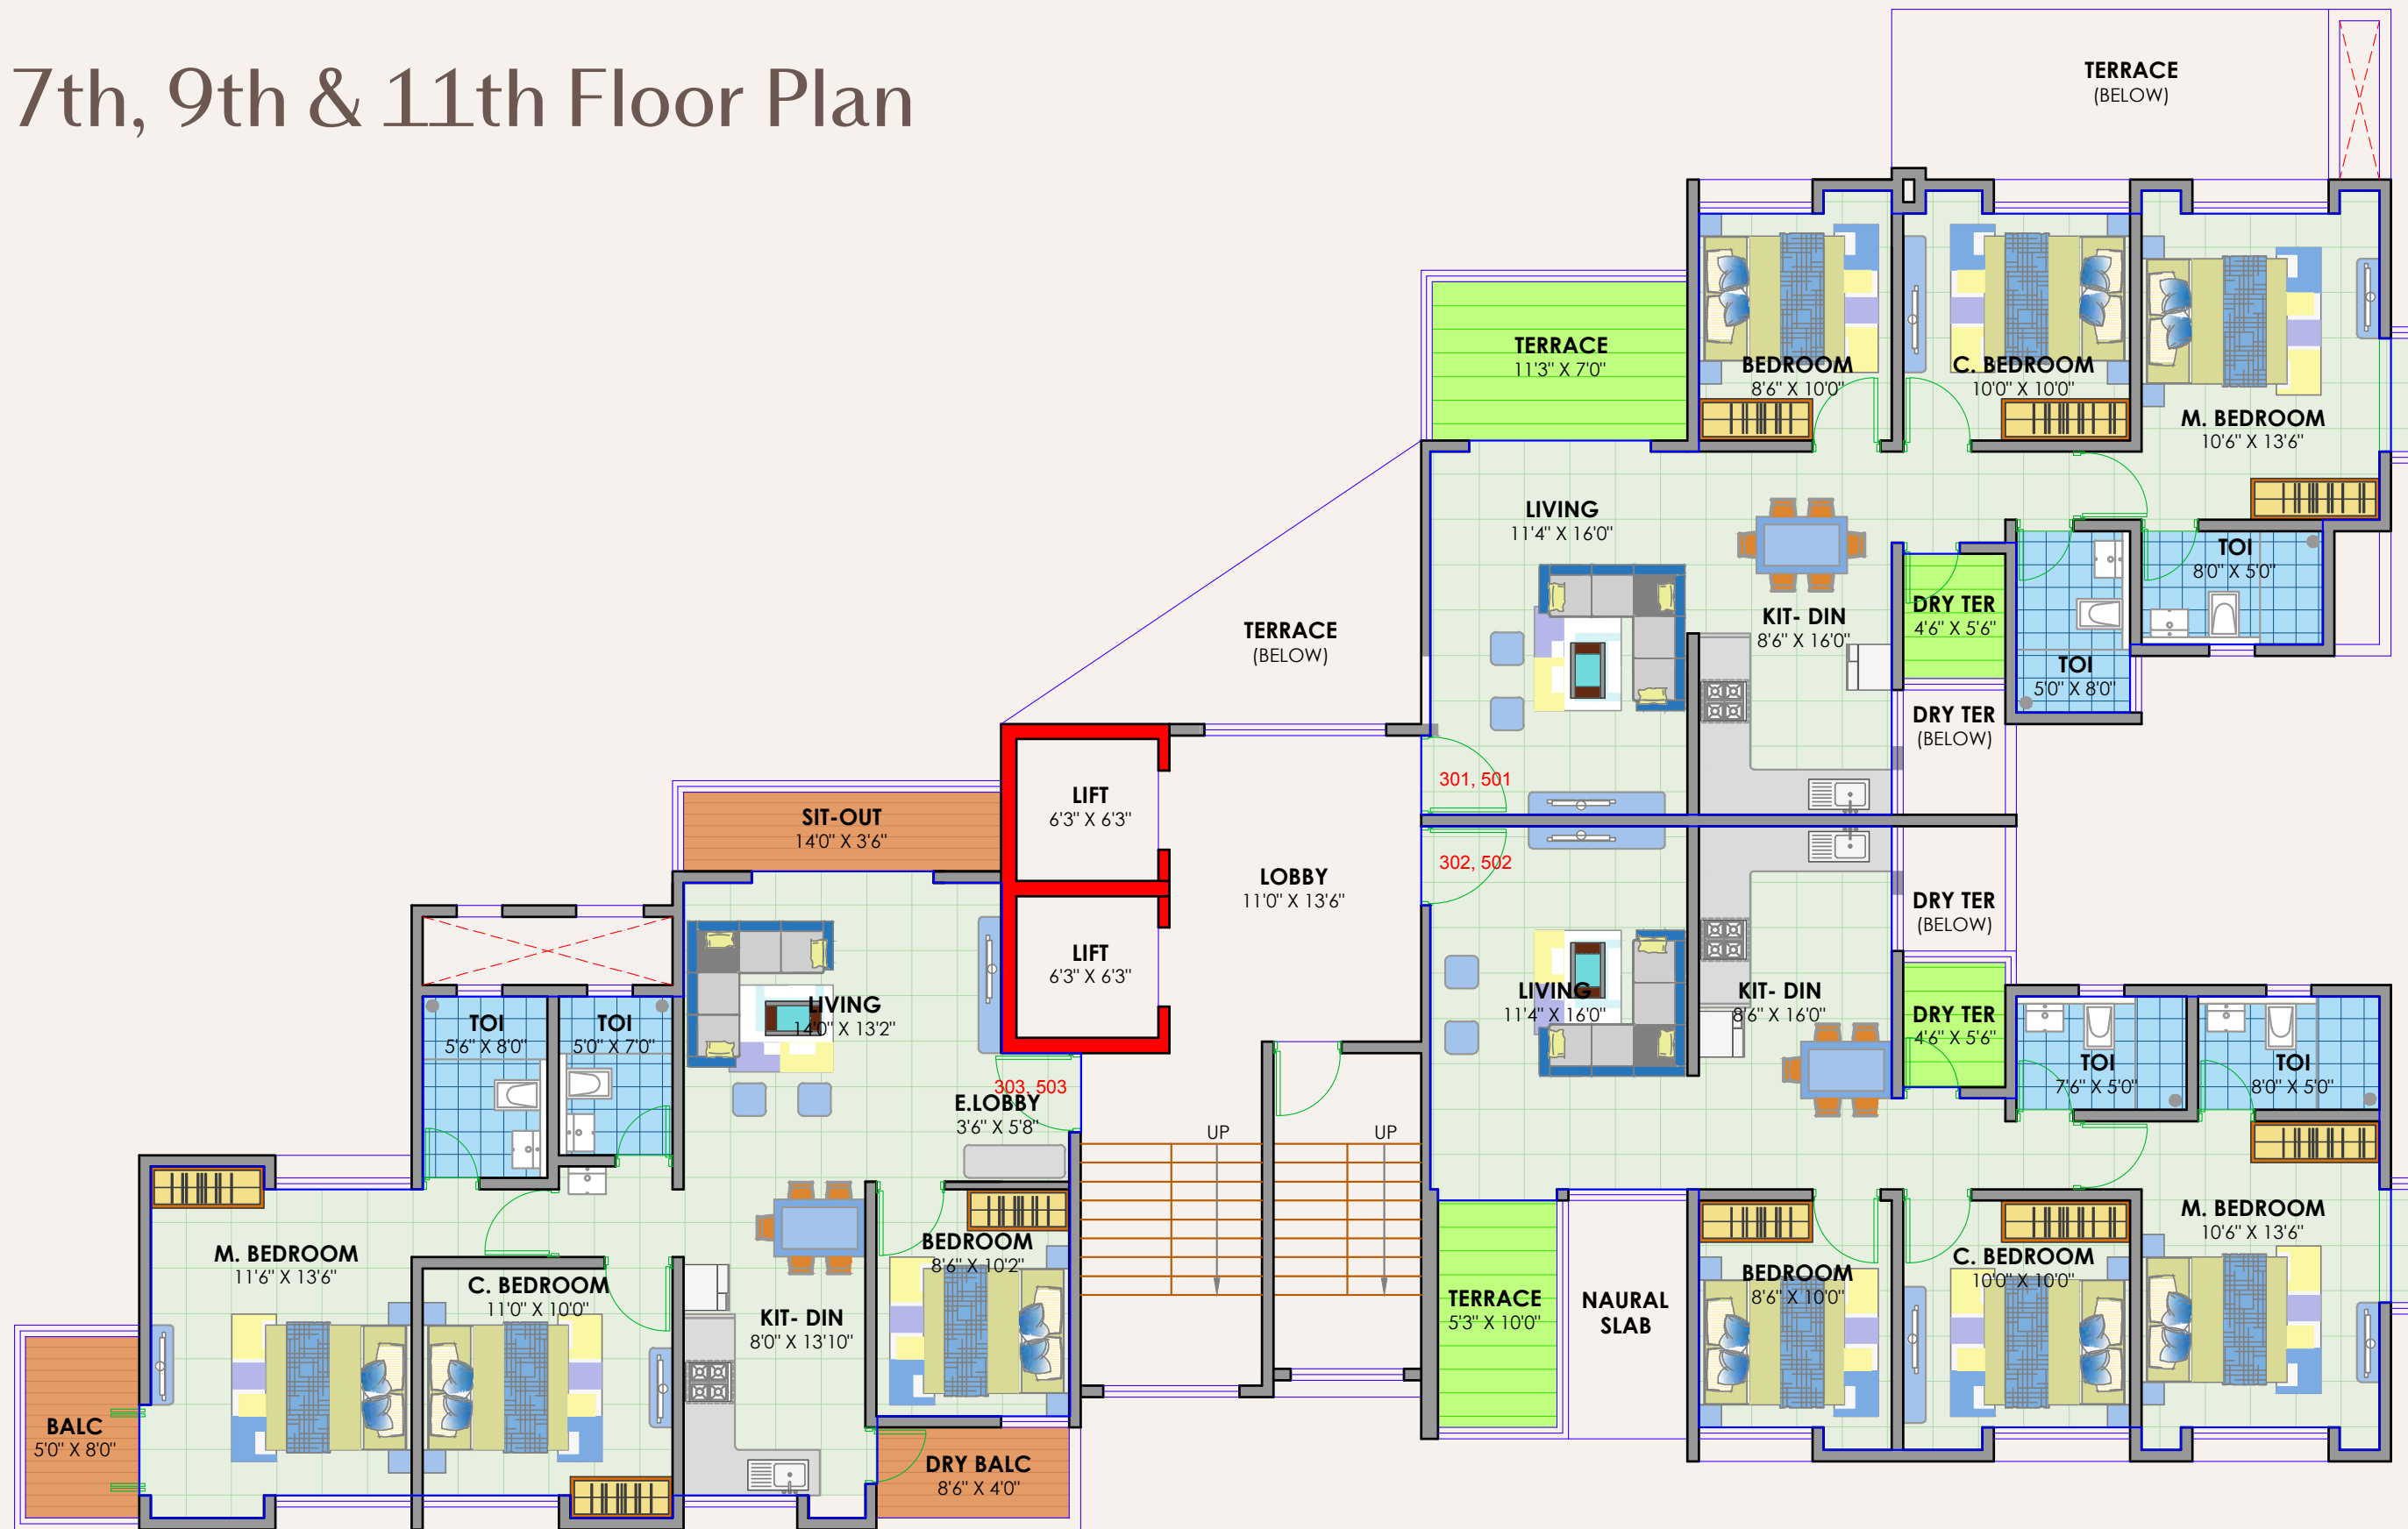 7th, 9th & 11th Floor Plan
TERRACE
(BELOW)
TERRACE
11'3" X 7'0"
BEDROOM
8'6" X 10'0"
C. BEDROOM
10'0" X 10'0"
M. BEDROOM
10'6" X 13'6"
LIVING
11'4" X 16'0"
KIT- DIN
8'6" X 16'0"
DRY TER
4'6" X 5'6"
TOI
8'0" X 5'0"
TOI
5'0" X 8'0"
DRY TER
(BELOW)
TERRACE
(BELOW)
301, 501
LIFT
6'3" X 6'3"
SIT-OUT
14'0" X 3'6"
302, 502
LOBBY
11'0" X 13'6"
DRY TER
(BELOW)
LIFT
6'3" X 6'3"
LIVING
14'0" X 13'2"
LIVING
11'4" X 16'0"
KIT- DIN
8'6" X 16'0"
DRY TER
4'6" X 5'6"
TOI
5'6" X 8'0"
TOI
5'0" X 7'0"
TOI
7'6" X 5'0"
TOI
8'0" X 5'0"
303, 503
E.LOBBY
3'6" X 5'8"
UP
UP
M. BEDROOM
11'6" X 13'6"
C. BEDROOM
11'0" X 10'0"
BEDROOM
8'6" X 10'2"
KIT- DIN
8'0" X 13'10"
M. BEDROOM
10'6" X 13'6"
C. BEDROOM
10'0" X 10'0"
BEDROOM
8'6" X 10'0"
TERRACE
5'3" X 10'0"
NAURAL
SLAB
BALC
5'0" X 8'0"
DRY BALC
8'6" X 4'0"